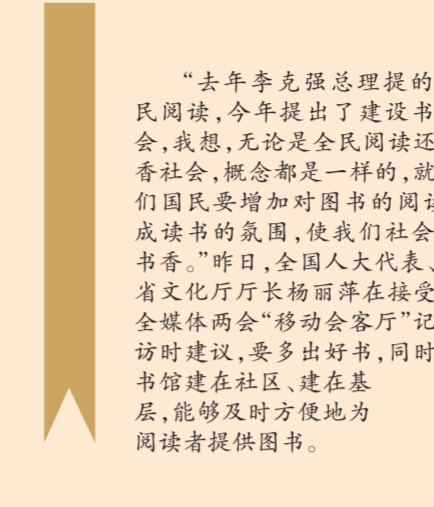 “去年李克强总理提的
民阅读,今年提出了建设书
会,我想,无论是全民阅读还
香社会,概念都是一样的,就
们国民要增加对图书的阅读
成读书的氛围,使我们社会
书香。”昨日,全国人大代表、
省文化厅厅长杨丽萍在接受
全媒体两会“移动会客厅”记
访时建议,要多出好书,同时
书馆建在社区、建在基
层,能够及时方便地为
阅读者提供图书。